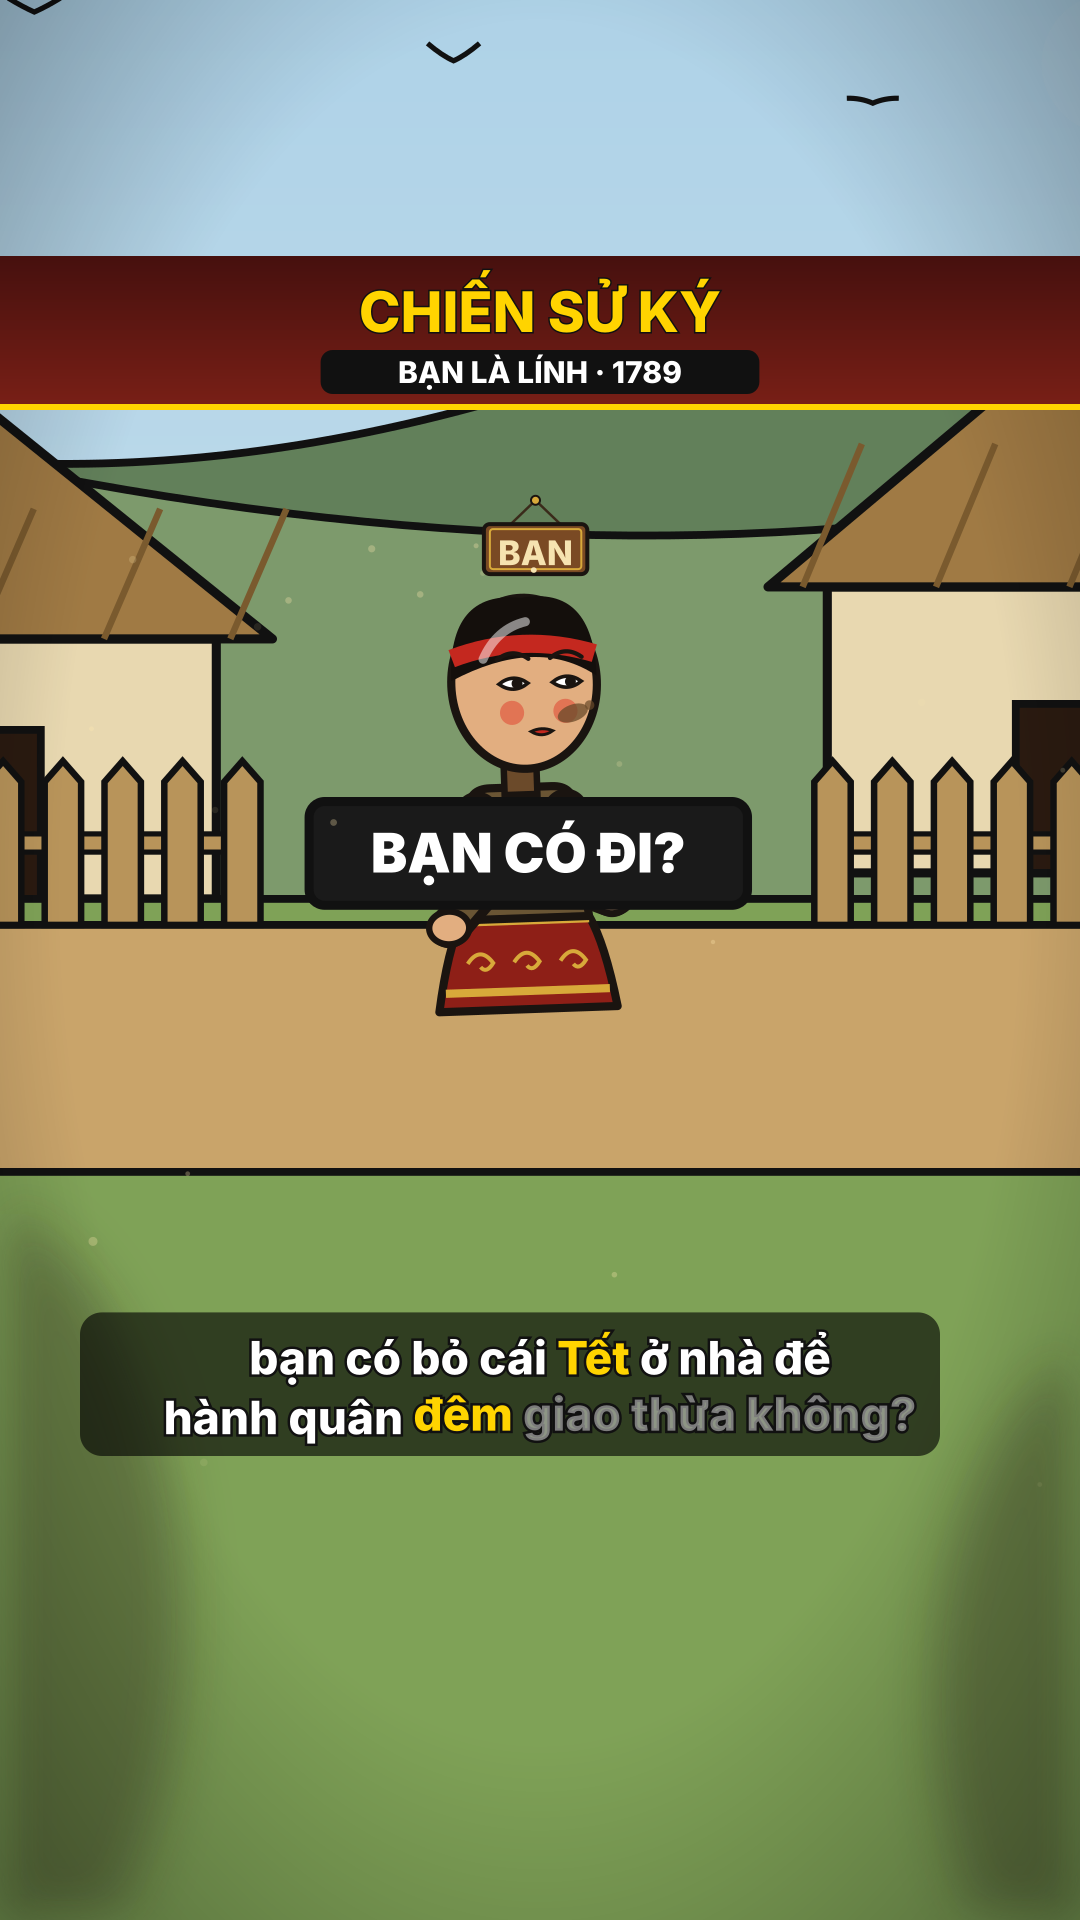 CHIẾN SỬ KÝ
BẠN LÀ LÍNH · 1789
BAN
BẠN CÓ ĐI?
bạn có bỏ cái Tết ở nhà để
hành quân đêm giao thừa không?